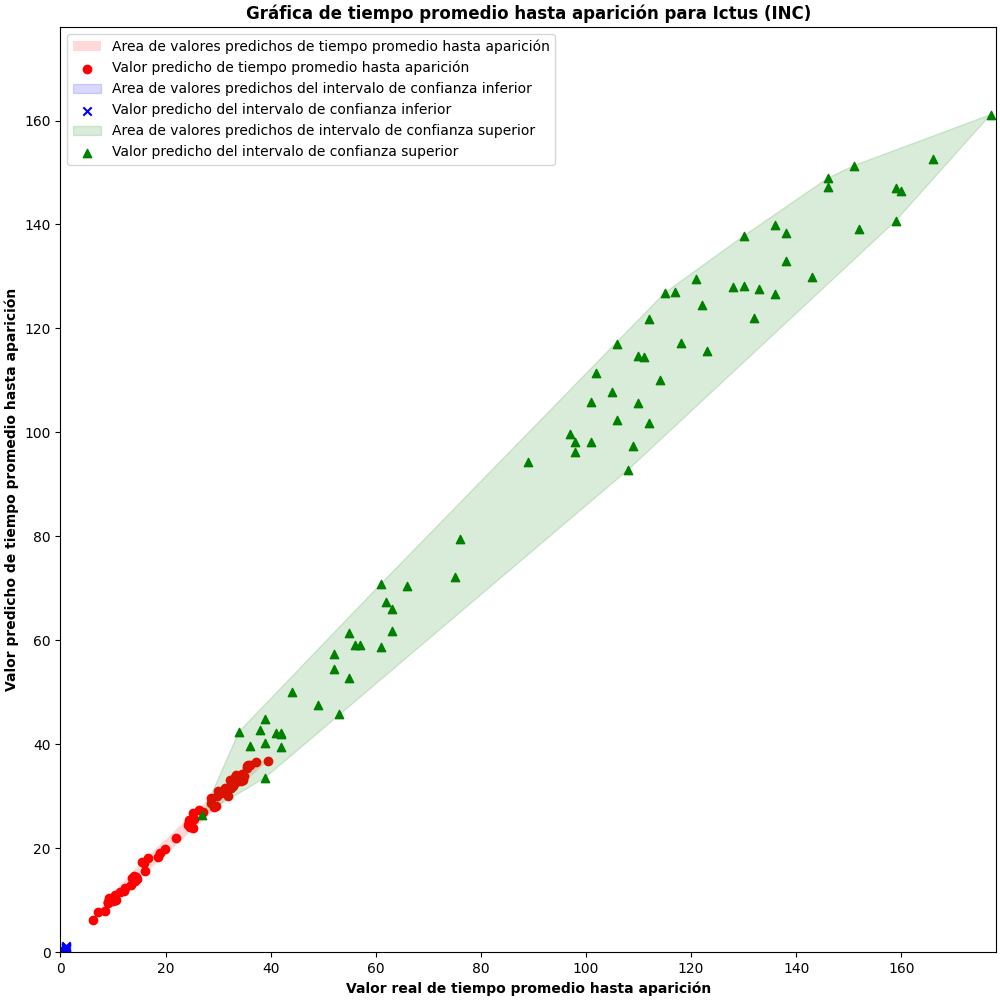 Gráfica de tiempo promedio hasta aparición para Ictus (INC)
Area de valores predichos de tiempo promedio hasta aparición
Valor predicho de tiempo promedio hasta aparición
Area de valores predichos del intervalo de confianza inferior
Valor predicho del intervalo de confianza inferior
Area de valores predichos de intervalo de confianza superior
Valor predicho del intervalo de confianza superior
Valor predicho de tiempo promedio hasta aparición
160
140
120
100
80
60
40
20
0
0 20 40 60 80 100 120 140 160
Valor real de tiempo promedio hasta aparición